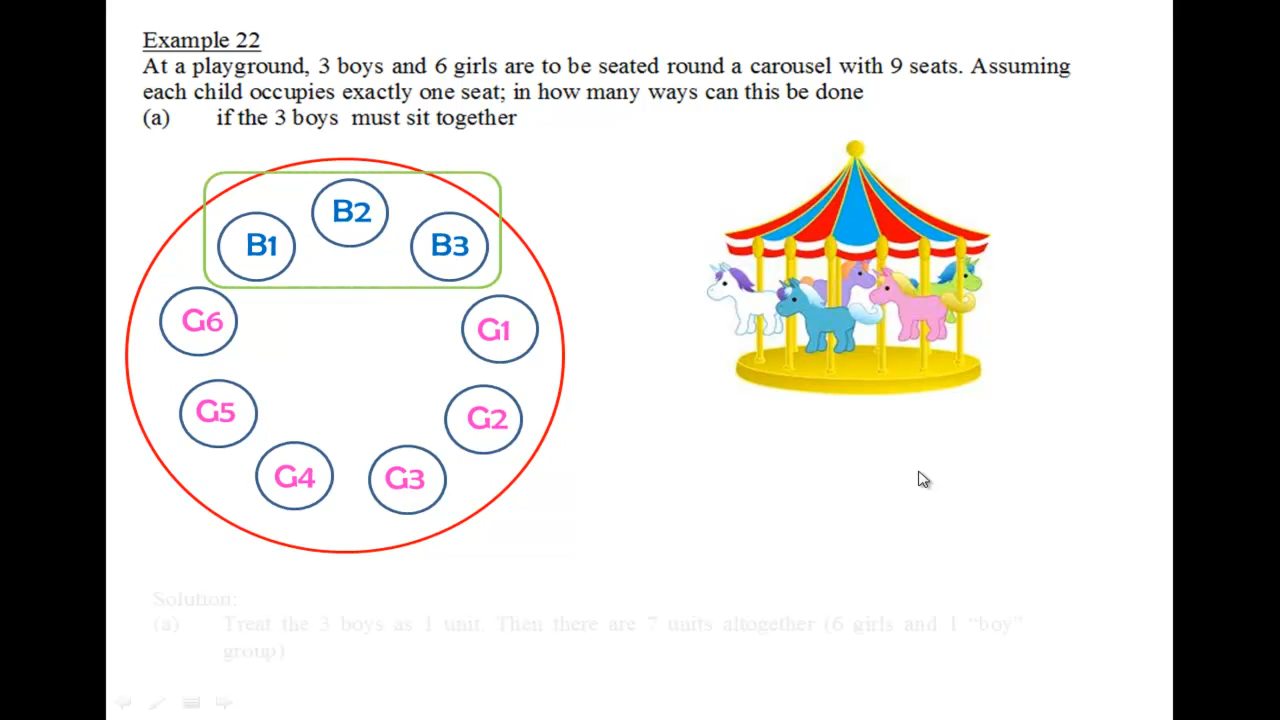 Example 22
At a playground, 3 boys and 6 girls are to be seated round a carousel with 9 seats. Assuming
each child occupies exactly one seat; in how many ways can this be done
(a) if the 3 boys must sit together
B2
B1
B3
G6
G1
G5
G2
G4
G3
Solution:
(a) Treat the 3 boys as 1 unit. Then there are 7 units altogether (6 girls and 1 “boy”
group)